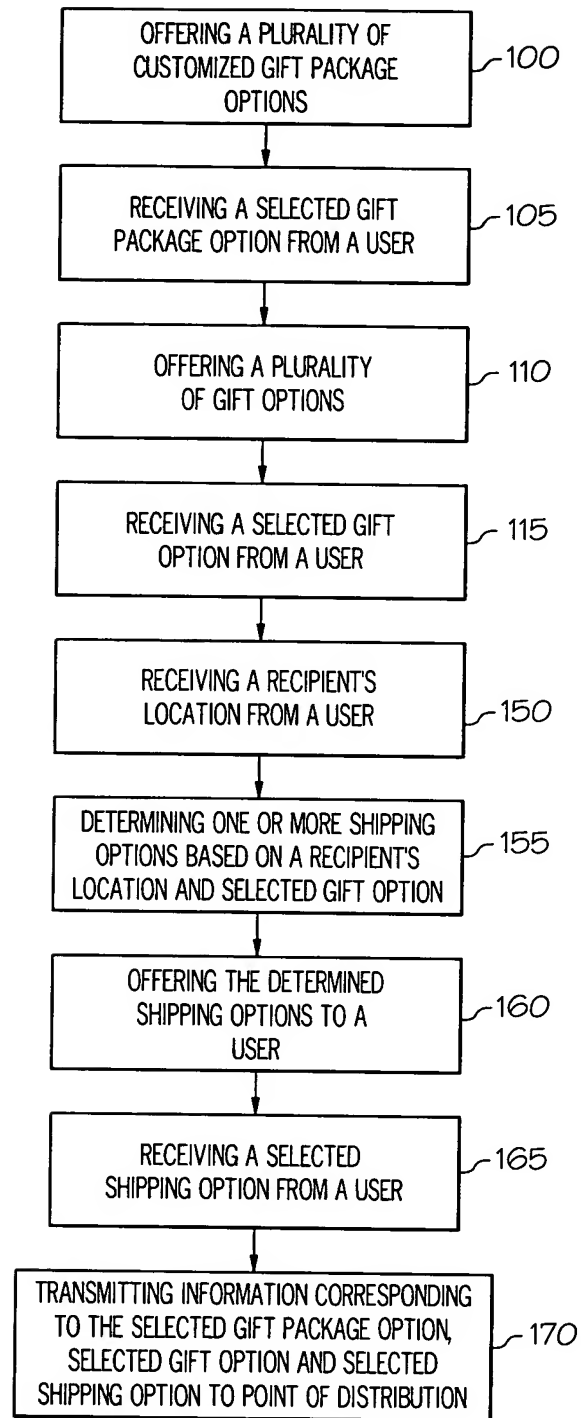 OFFERING A PLURALITY OF
CUSTOMIZED GIFT PACKAGE
OPTIONS
100
RECEIVING A SELECTED GIFT
PACKAGE OPTION FROM A USER
105
OFFERING A PLURALITY
OF GIFT OPTIONS
110
RECEIVING A SELECTED GIFT
OPTION FROM A USER
115
RECEIVING A RECIPIENT'S
LOCATION FROM A USER
150
DETERMINING ONE OR MORE SHIPPING
OPTIONS BASED ON A RECIPIENT'S
LOCATION AND SELECTED GIFT OPTION
155
OFFERING THE DETERMINED
SHIPPING OPTIONS TO A
USER
160
RECEIVING A SELECTED
SHIPPING OPTION FROM A USER
165
TRANSMITTING INFORMATION CORRESPONDING
TO THE SELECTED GIFT PACKAGE OPTION,
SELECTED GIFT OPTION AND SELECTED
SHIPPING OPTION TO POINT OF DISTRIBUTION
170